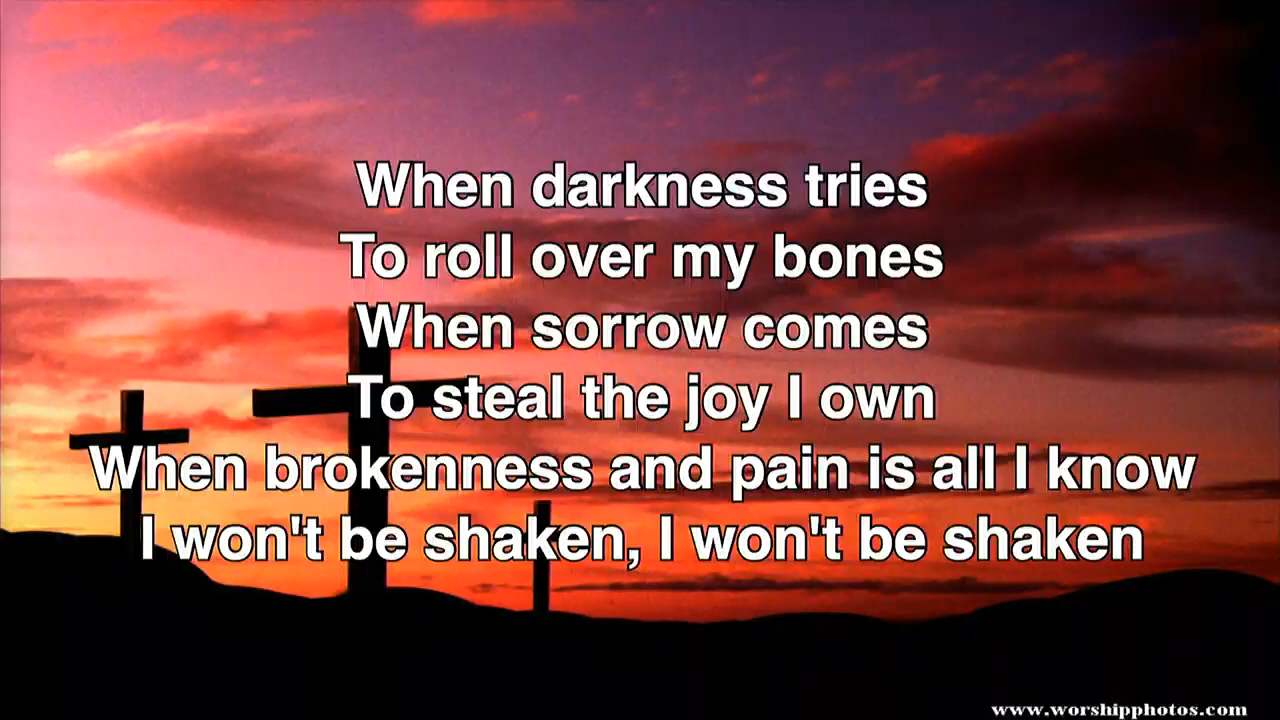 When darkness tries
To roll over my bones
When sorrow comes
To steal the joy I own
When brokenness and pain is all I know
I won't be shaken, I won't be shaken
www.worshipphotos.com